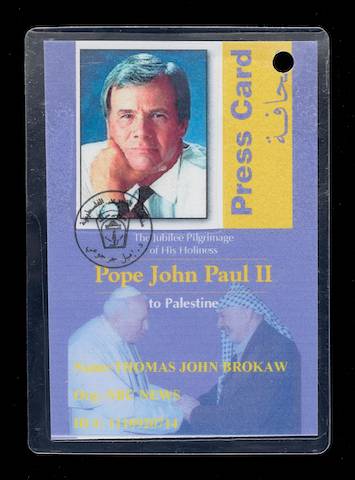 Press Card
صحافة
The Jubilee Pilgrimage
of His Holiness
Pope John Paul II
to Palestine
Name: THOMAS JOHN BROKAW
Org: NBC NEWS
ID #: 1119920714